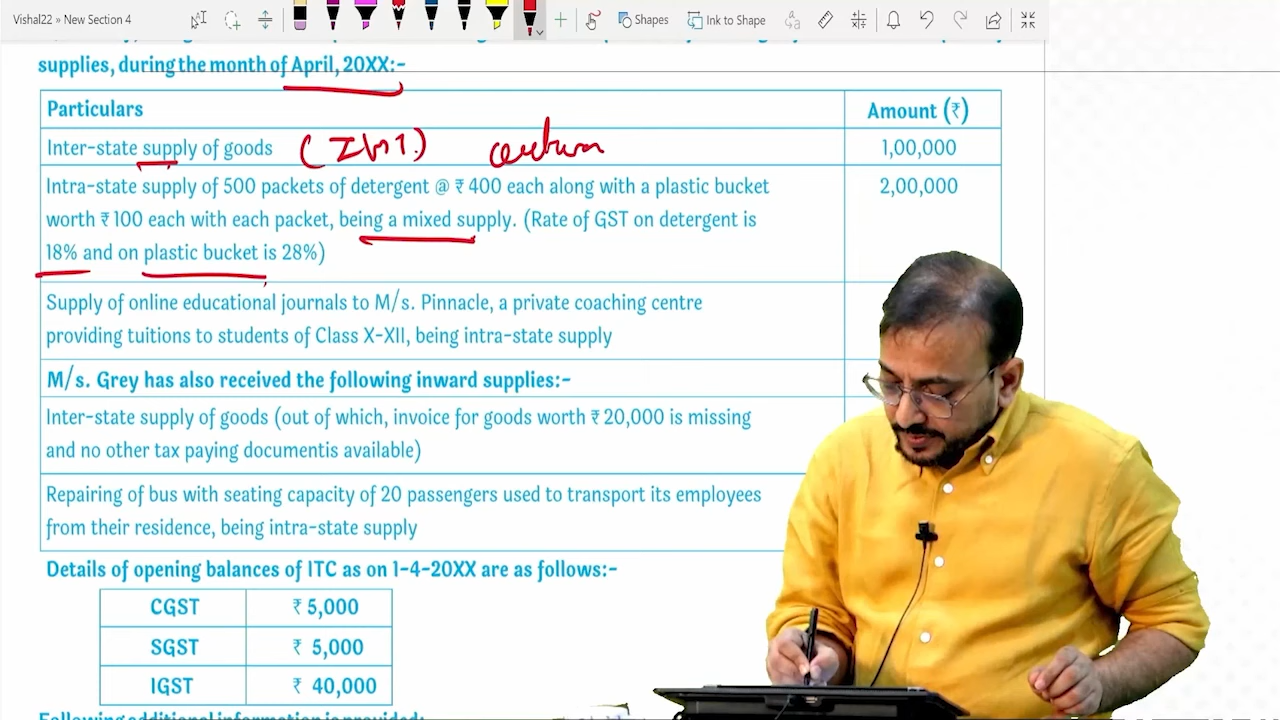 Vishal22 » New Section 4
Shapes
Ink to Shape
supplies, during the month of April, 20XX:-
Particulars
Amount (₹)
Inter-state supply of goods
1,00,000
Intra-state supply of 500 packets of detergent @ ₹ 400 each along with a plastic bucket
2,00,000
worth ₹ 100 each with each packet, being a mixed supply. (Rate of GST on detergent is
18% and on plastic bucket is 28%)
Supply of online educational journals to M/s. Pinnacle, a private coaching centre
providing tuitions to students of Class X-XII, being intra-state supply
M/s. Grey has also received the following inward supplies:-
Inter-state supply of goods (out of which, invoice for goods worth ₹ 20,000 is missing
and no other tax paying documentis available)
Repairing of bus with seating capacity of 20 passengers used to transport its employees
from their residence, being intra-state supply
Details of opening balances of ITC as on 1-4-20XX are as follows:-
CGST ₹ 5,000
SGST ₹ 5,000
IGST ₹ 40,000
Following additional information is provided: